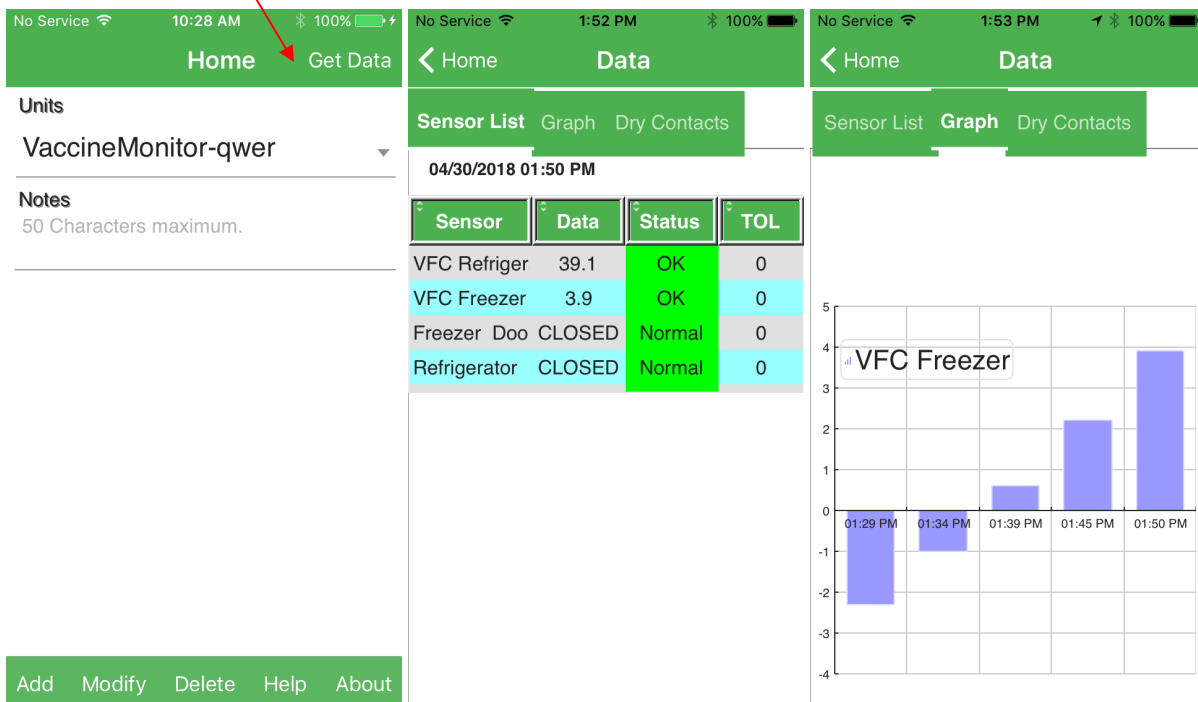 No Service 10:28 AM 100%
Home Get Data
Units
VaccineMonitor-qwer
Notes
50 Characters maximum.
Add Modify Delete Help About
No Service 1:52 PM 100%
Home Data
Sensor List Graph Dry Contacts
04/30/2018 01:50 PM
Sensor Data Status TOL
VFC Refriger 39.1 OK 0
VFC Freezer 3.9 OK 0
Freezer Doo CLOSED Normal 0
Refrigerator CLOSED Normal 0
No Service 1:53 PM 100%
Home Data
Sensor List Graph Dry Contacts
5
4
VFC Freezer
3
2
1
0
01:29 PM 01:34 PM 01:39 PM 01:45 PM 01:50 PM
-1
-2
-3
-4